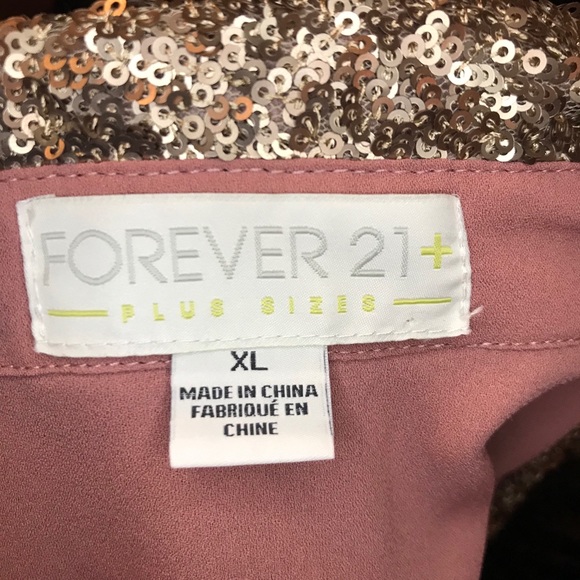 FOREVER 21+
PLUS SIZES
XL
MADE IN CHINA
FABRIQUÉ EN
CHINE